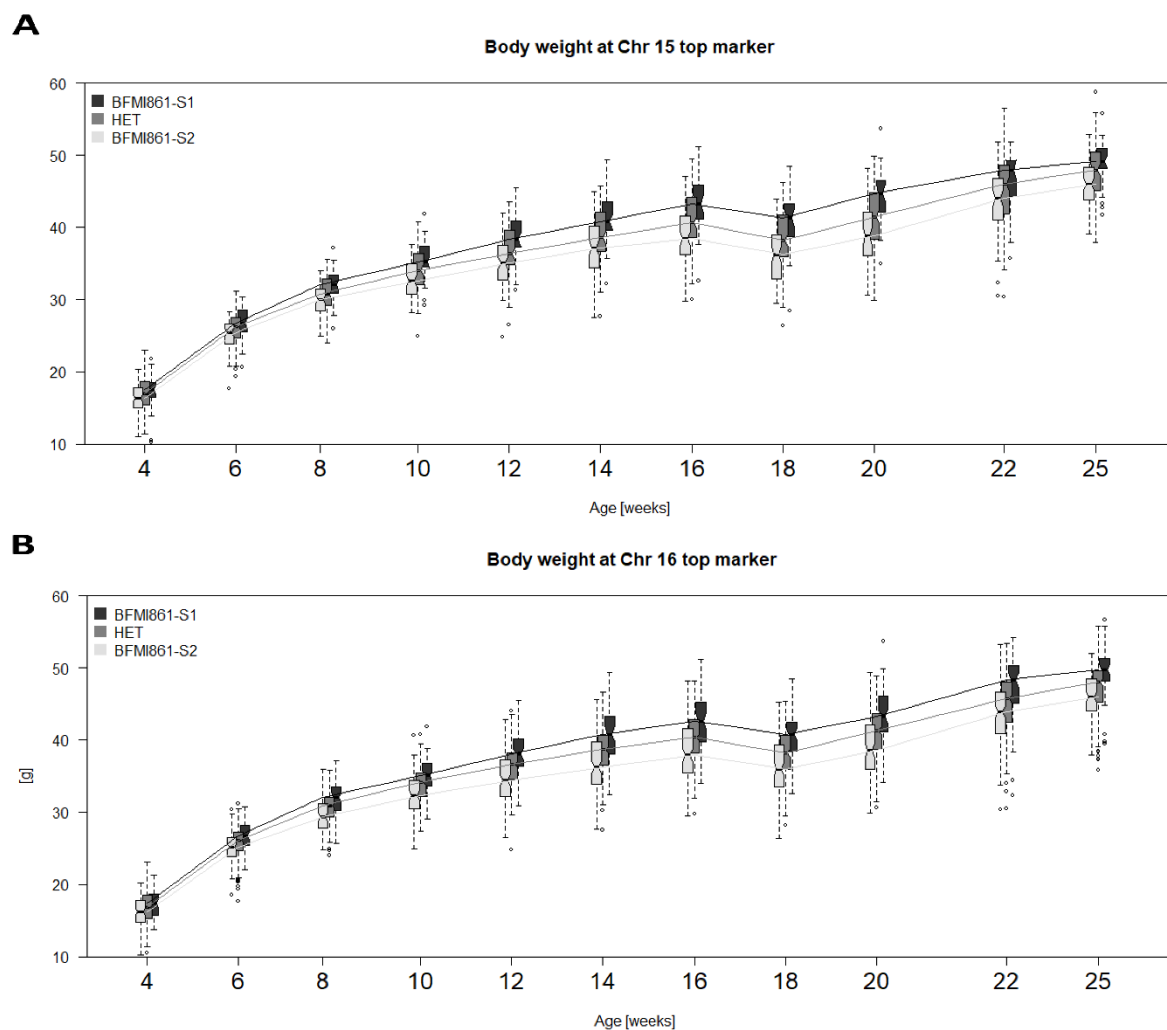 A
Body weight at Chr 15 top marker
60
50
40
30
20
10
BFMI861-S1
HET
BFMI861-S2
4 6 8 10 12 14 16 18 20 22 25
Age [weeks]
B
Body weight at Chr 16 top marker
[g]
60
50
40
30
20
10
BFMI861-S1
HET
BFMI861-S2
4 6 8 10 12 14 16 18 20 22 25
Age [weeks]